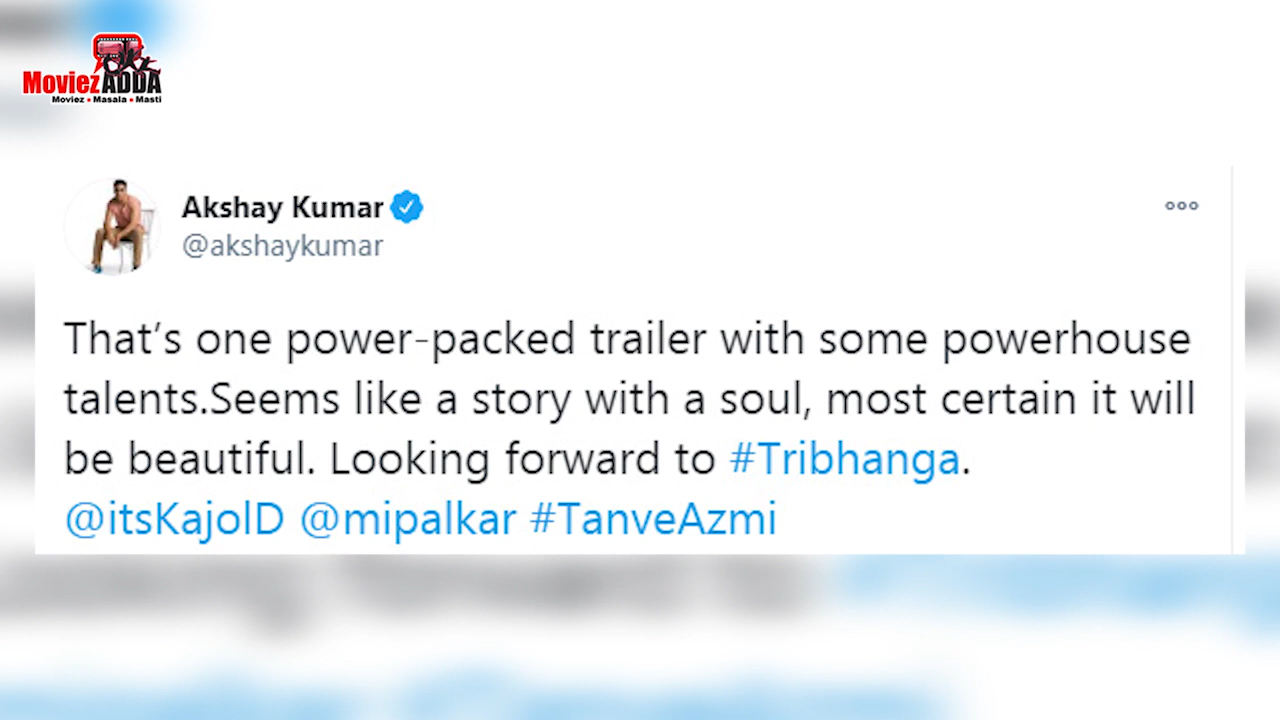 MoviezADDA
Moviez • Masala • Masti
Akshay Kumar
@akshaykumar
That’s one power-packed trailer with some powerhouse
talents.Seems like a story with a soul, most certain it will
be beautiful. Looking forward to #Tribhanga.
@itsKajolD @mipalkar #TanveAzmi